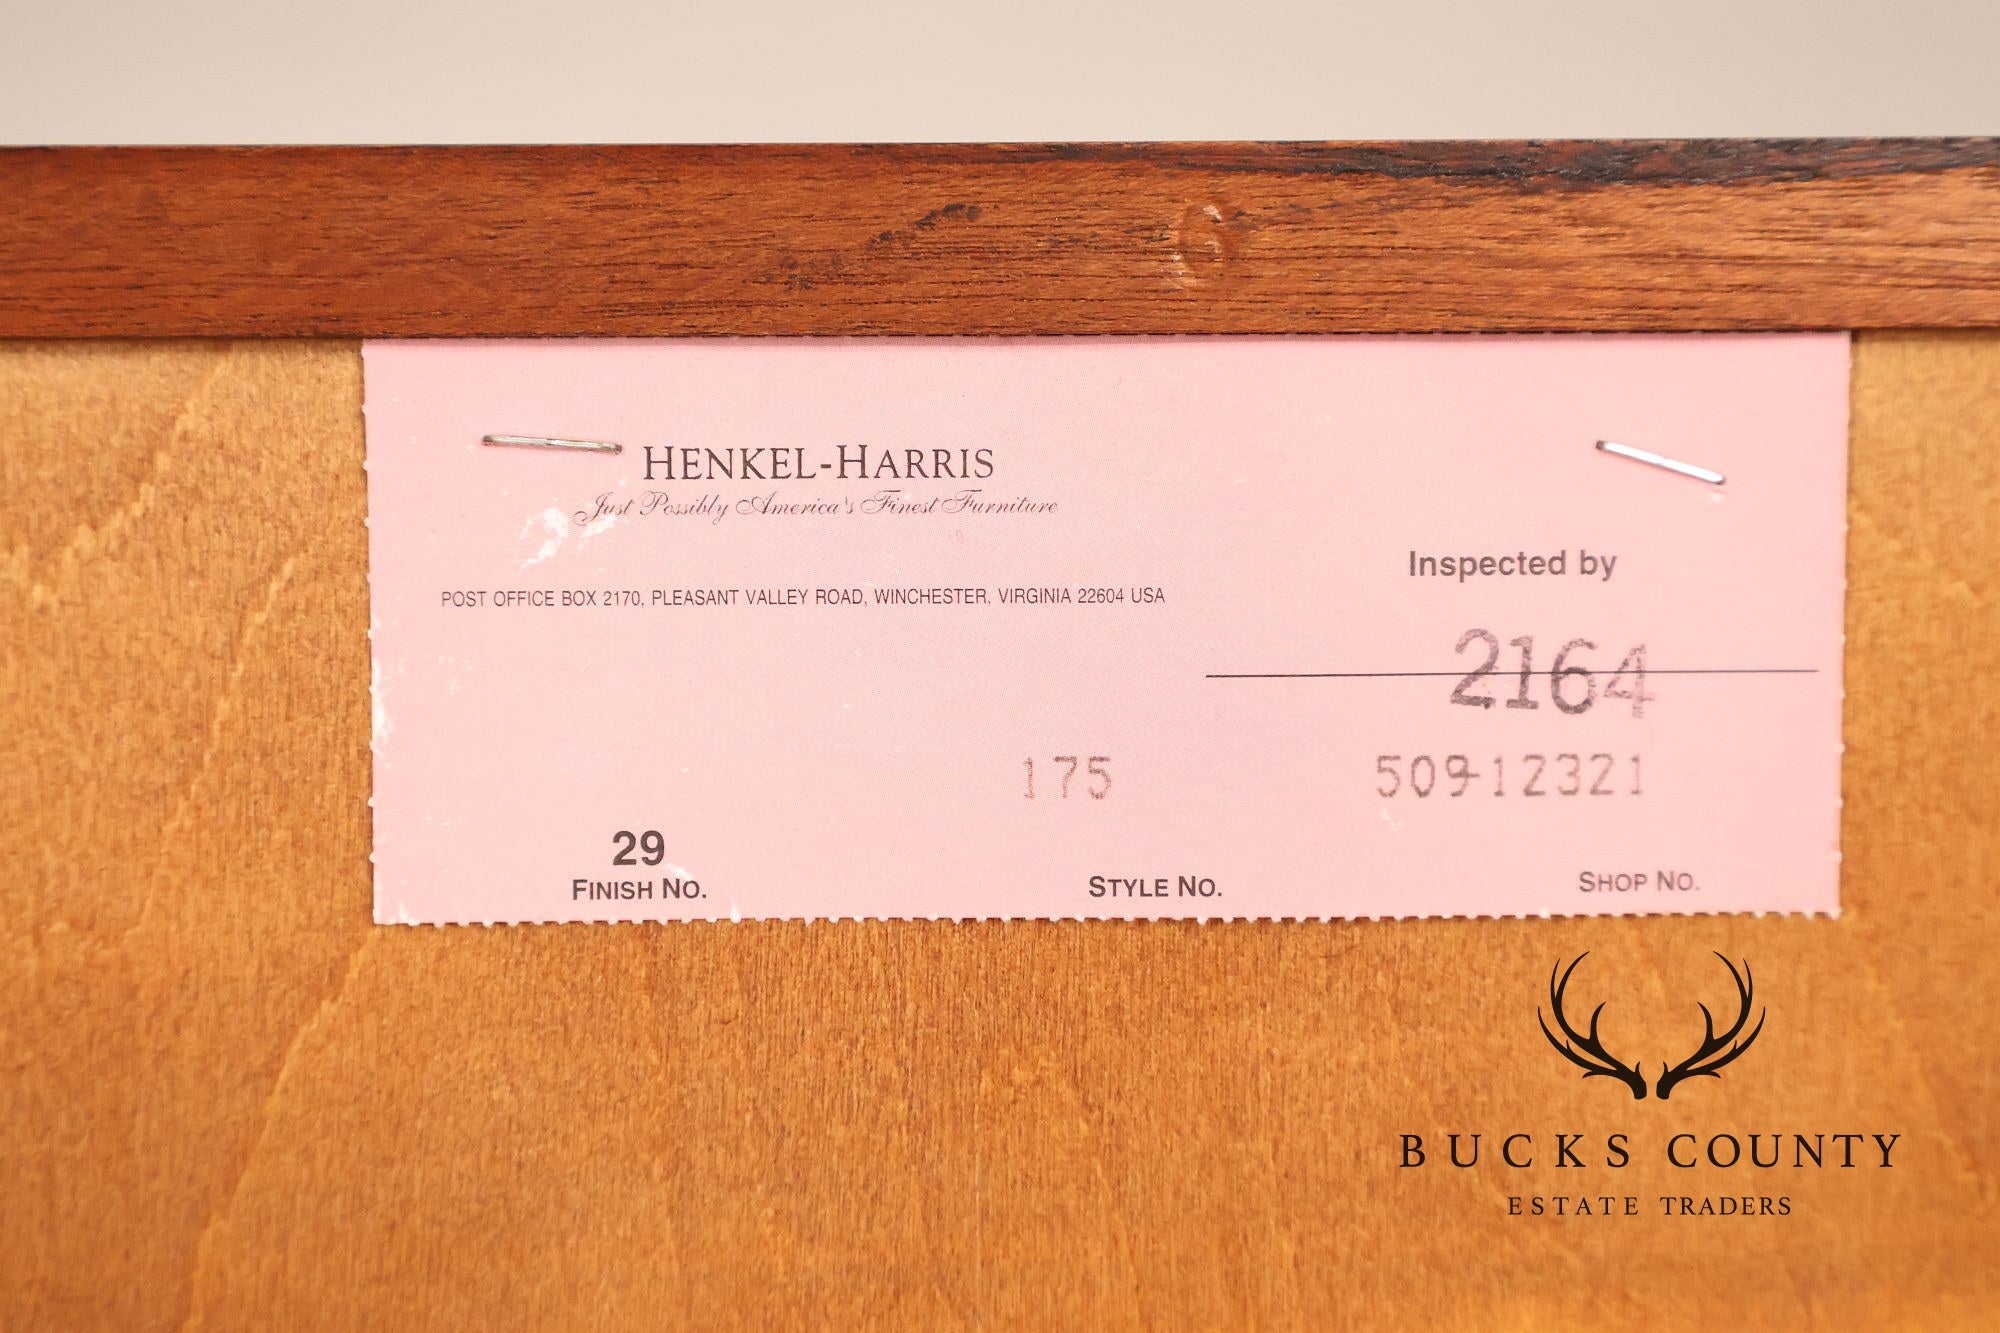 HENKEL-HARRIS
Just Possibly America's Finest Furniture
POST OFFICE BOX 2170, PLEASANT VALLEY ROAD, WINCHESTER, VIRGINIA 22604 USA
Inspected by
2164
175
509-12321
29
FINISH NO.
STYLE NO.
SHOP NO.
BUCKS COUNTY
ESTATE TRADERS